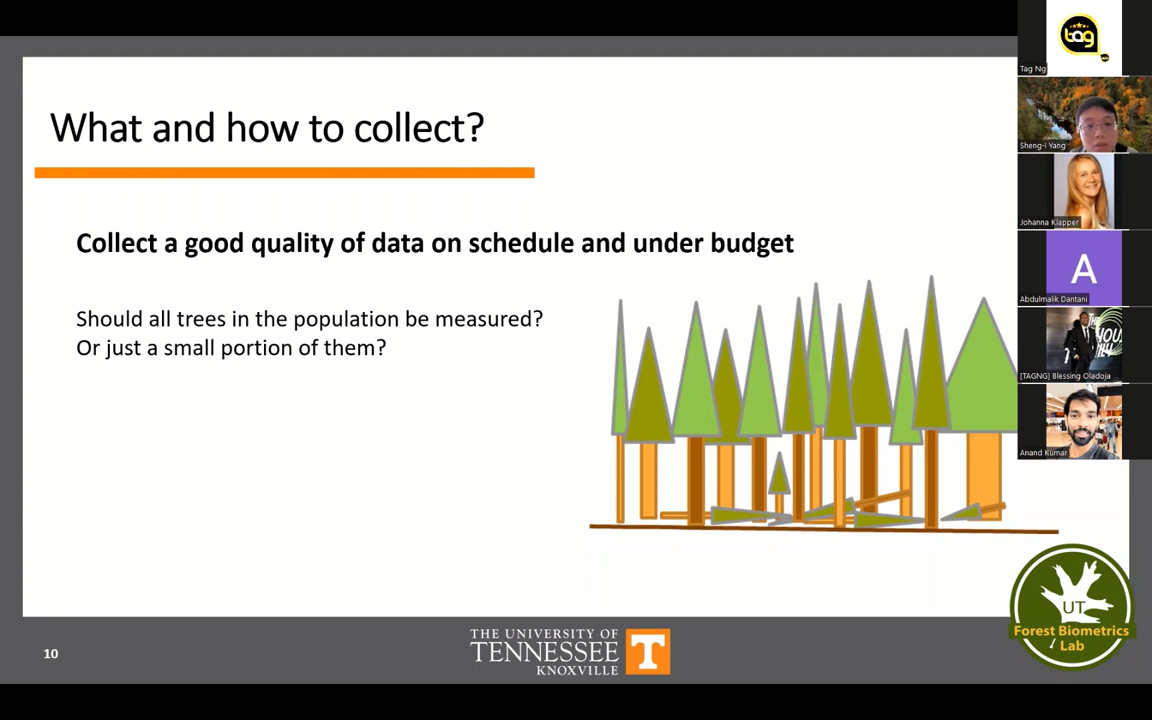 What and how to collect?
Collect a good quality of data on schedule and under budget
Should all trees in the population be measured?
Or just a small portion of them?
10
THE UNIVERSITY OF
TENNESSEE
KNOXVILLE
T
UT
Forest Biometrics
Lab
tag
Tag Ng
Sheng-i Yang
Johanna Klapper
A
Abdulmalik Dantani
[TAGNG] Blessing Oladoja
Anand Kumar